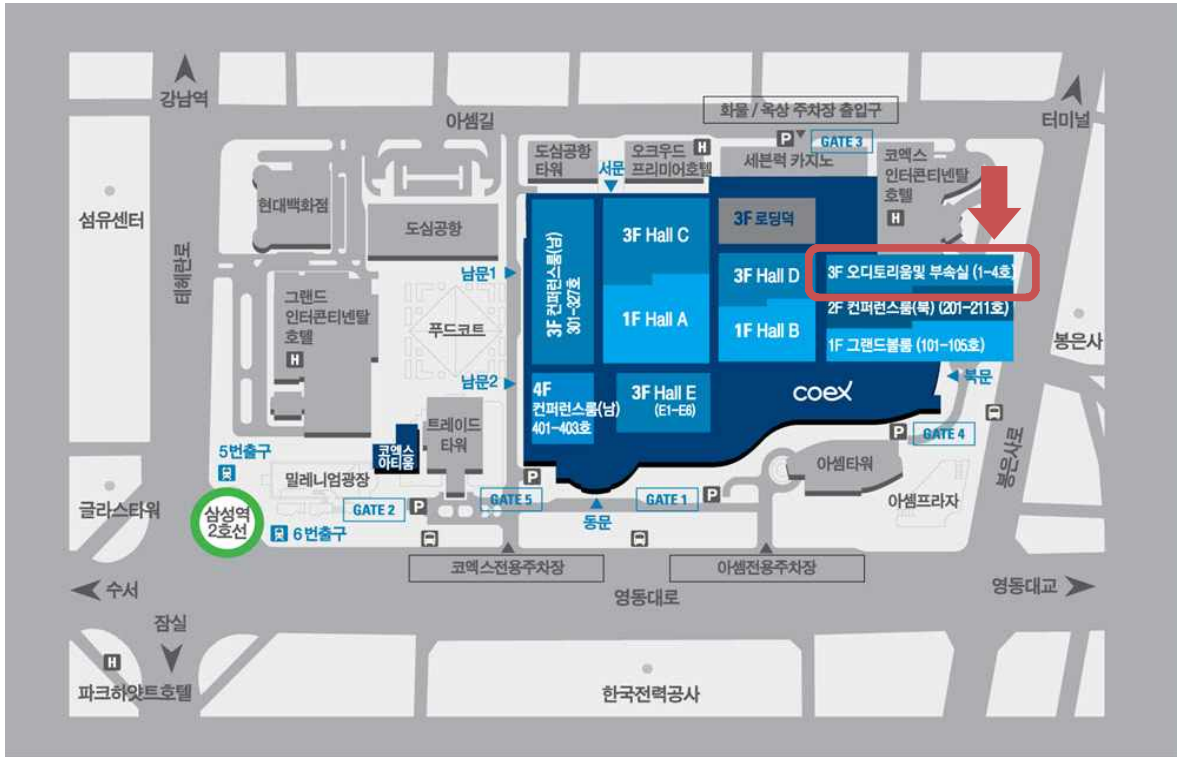 강남역
아셈길
화물 / 옥상 주차장 출입구
터미널
P
GATE 3
도심공항
타워
서문
오크우드
프리미어호텔
H
세븐럭 카지노
코엑스
인터콘티넨탈
호텔
H
섬유센터
현대백화점
도심공항
테헤란로
3F 컨퍼런스룸(남)
301-327호
3F Hall C
3F 로딩덕
남문1
3F Hall D
3F 오디토리움및 부속실 (1-4호)
그랜드
인터콘티넨탈
호텔
H
푸드코트
1F Hall A
1F Hall B
2F 컨퍼런스룸(북) (201-211호)
1F 그랜드볼룸 (101-105호)
봉은사
남문2
4F
컨퍼런스룸(남)
401-403호
3F Hall E
(E1-E6)
coex
북문
트레이드
타워
코엑스
아티움
P
GATE 4
봉은사로
5번출구
밀레니엄광장
아셈타워
글라스타워
삼성역
2호선
6번출구
GATE 2
P
P
GATE 5
GATE 1
P
아셈프라자
동문
코엑스전용주차장
아셈전용주차장
수서
영동대로
영동대교
잠실
H
파크하얏트호텔
한국전력공사